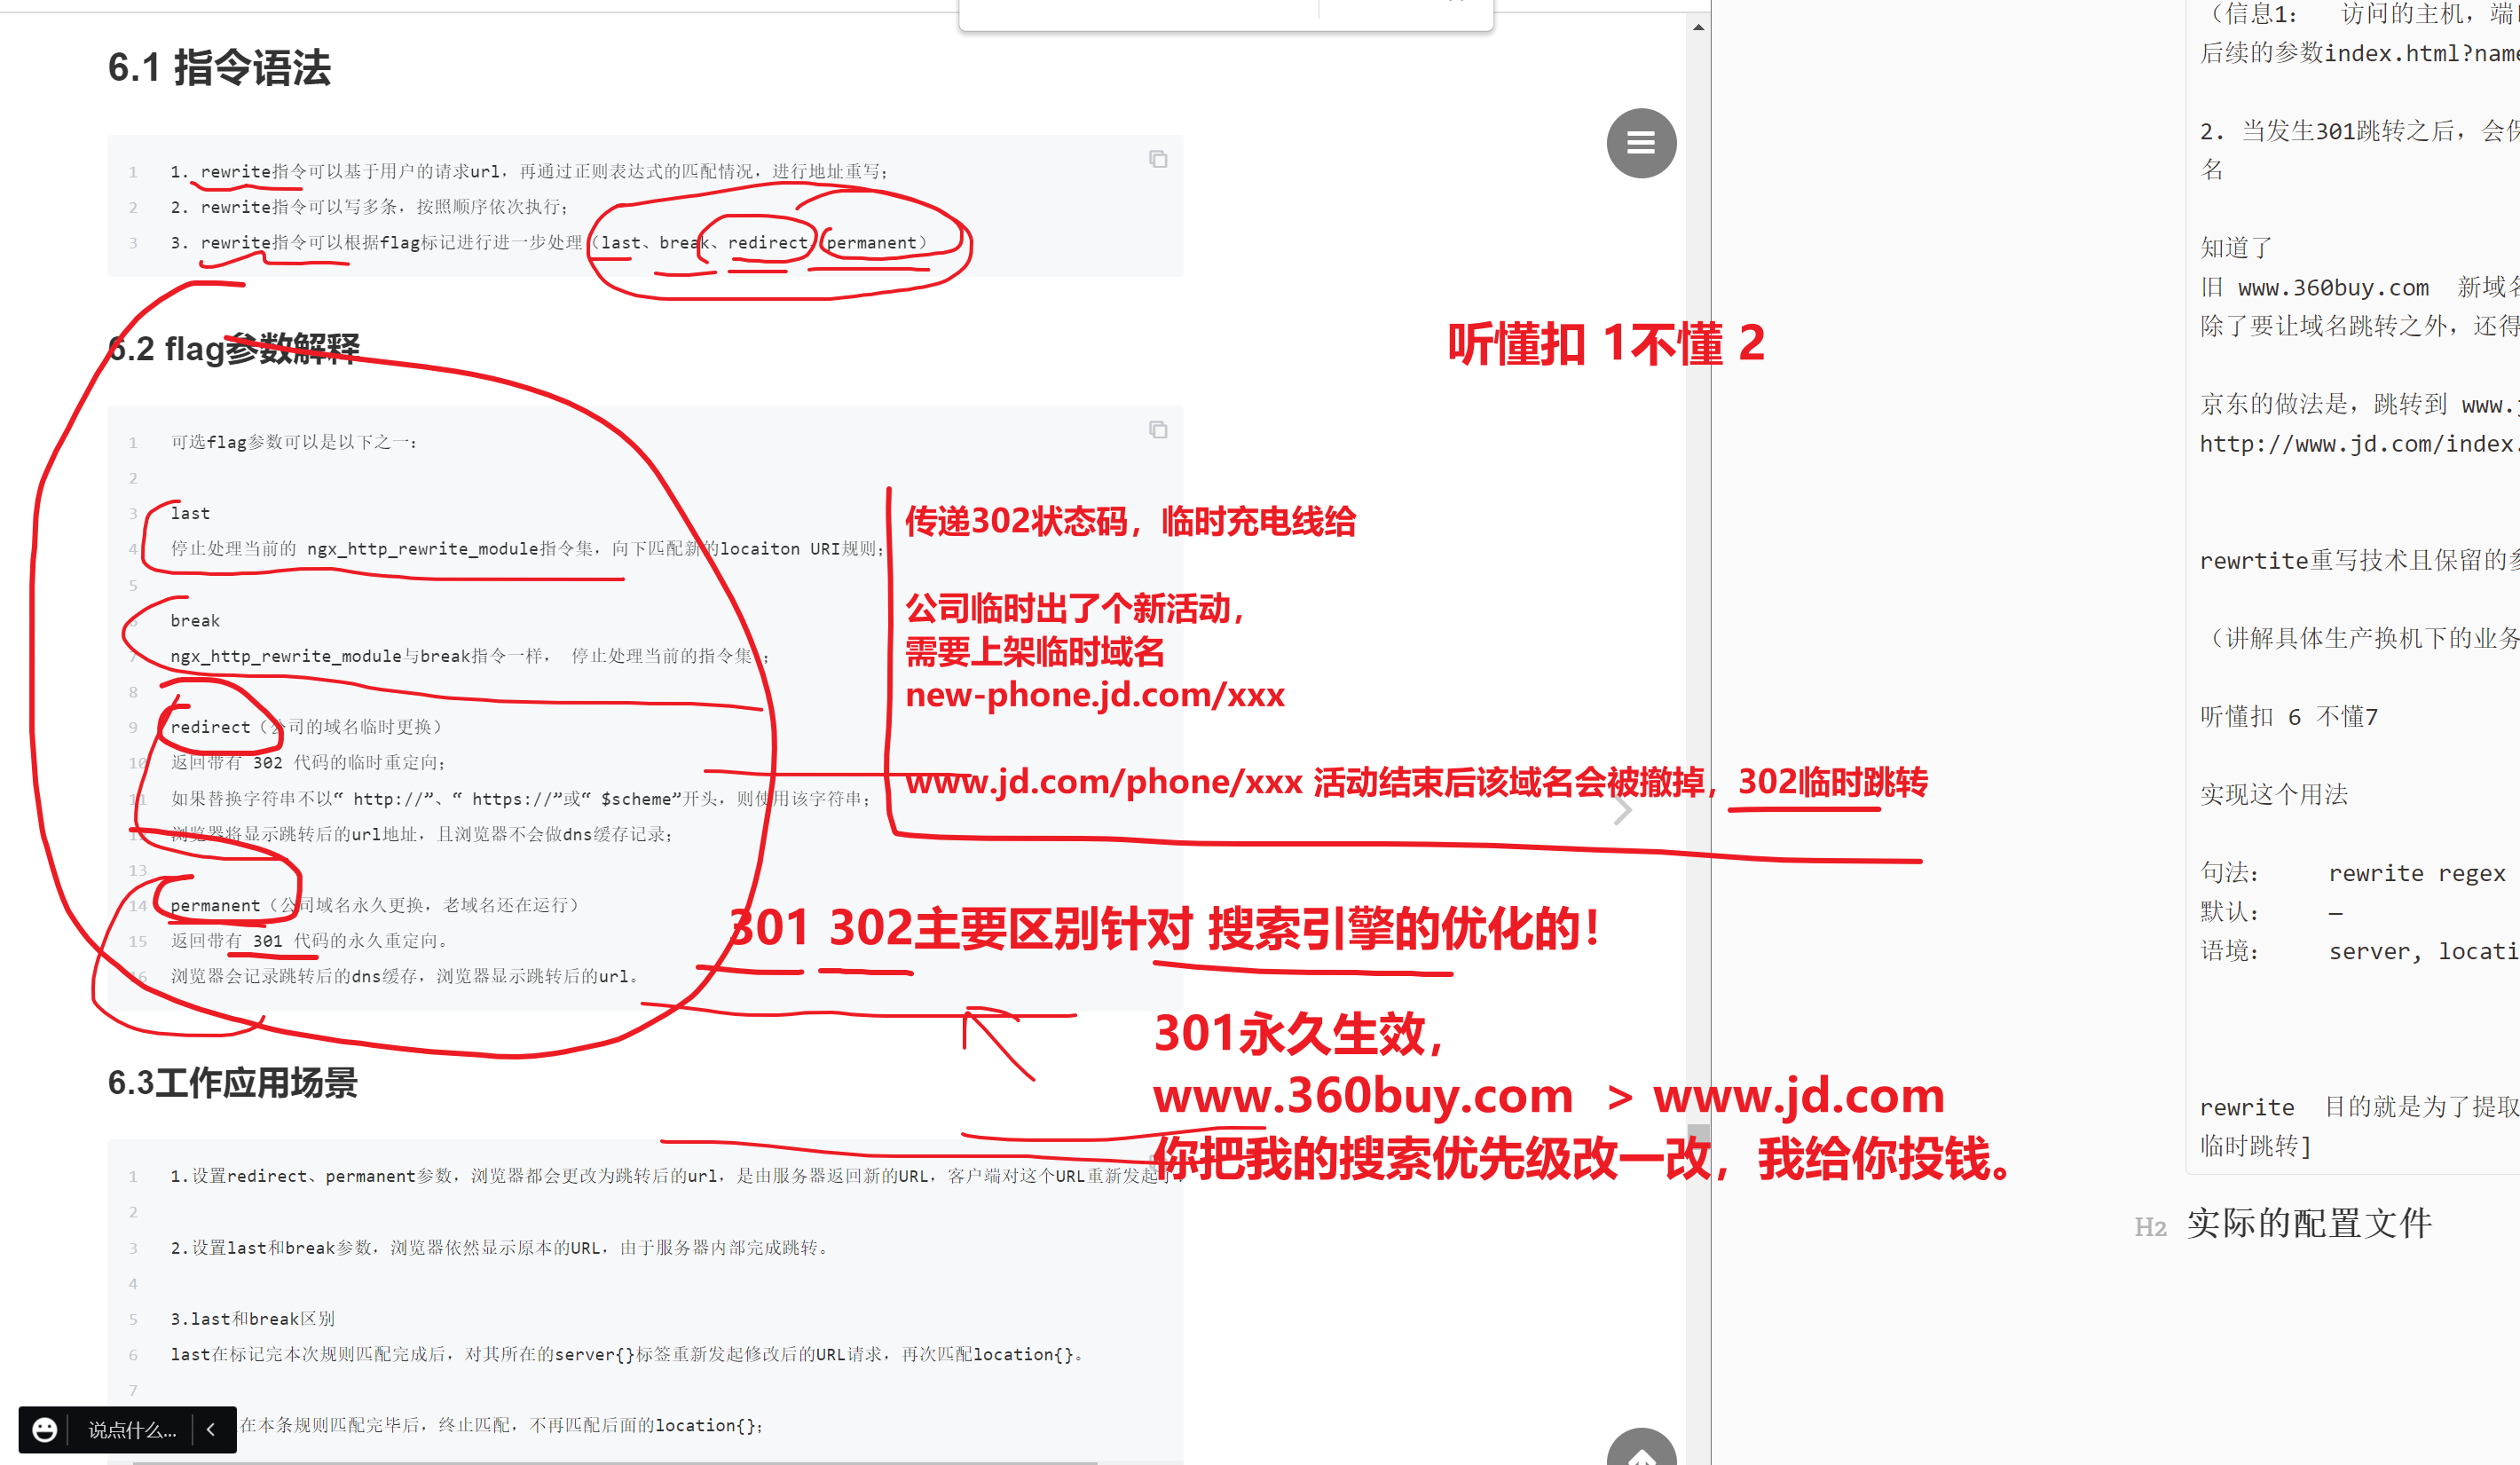 6.1 指令语法
1 1. rewrite指令可以基于用户的请求url，再通过正则表达式的匹配情况，进行地址重写；
2 2. rewrite指令可以写多条，按照顺序依次执行；
3 3. rewrite指令可以根据flag标记进行进一步处理（last、break、redirect、permanent）
6.2 flag参数解释
听懂扣 1不懂 2
1 可选flag参数可以是以下之一：
2
3 last
4 停止处理当前的 ngx_http_rewrite_module指令集，向下匹配新的locaiton URI规则；
5
6 break
7 ngx_http_rewrite_module与break指令一样， 停止处理当前的指令集 ；
8
9 redirect（公司的域名临时更换）
10 返回带有 302 代码的临时重定向；
11 如果替换字符串不以“ http://”、“ https://”或“ $scheme”开头，则使用该字符串；
12 浏览器将显示跳转后的url地址，且浏览器不会做dns缓存记录；
13
14 permanent（公司域名永久更换，老域名还在运行）
15 返回带有 301 代码的永久重定向。
16 浏览器会记录跳转后的dns缓存，浏览器显示跳转后的url。
传递302状态码，临时充电线给
公司临时出了个新活动，
需要上架临时域名
new-phone.jd.com/xxx
www.jd.com/phone/xxx 活动结束后该域名会被撤掉，302临时跳转
301 302主要区别针对 搜索引擎的优化的！
301永久生效，
www.360buy.com > www.jd.com
你把我的搜索优先级改一改，我给你投钱。
6.3工作应用场景
1 1.设置redirect、permanent参数，浏览器都会更改为跳转后的url，是由服务器返回新的URL，客户端对这个URL重新发起了
2
3 2.设置last和break参数，浏览器依然显示原本的URL，由于服务器内部完成跳转。
4
5 3.last和break区别
6 last在标记完本次规则匹配完成后，对其所在的server{}标签重新发起修改后的URL请求，再次匹配location{}。
7
在本条规则匹配完毕后，终止匹配，不再匹配后面的location{}；
说点什么...
（信息1： 访问的主机，端
后续的参数index.html?name
2. 当发生301跳转之后，会
名
知道了
旧 www.360buy.com 新域名
除了要让域名跳转之外，还得
京东的做法是，跳转到 www.
http://www.jd.com/index.
rewrtite重写技术且保留的
（讲解具体生产换机下的业务
听懂扣 6 不懂7
实现这个用法
句法： rewrite regex
默认： —
语境： server, locati
rewrite 目的就是为了提取
临时跳转]
H2 实际的配置文件